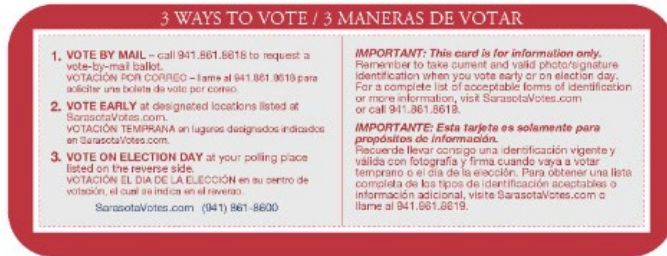 3 WAYS TO VOTE / 3 MANERAS DE VOTAR
1. VOTE BY MAIL – call 941.861.8618 to request a
vote-by-mail ballot.
VOTACIÓN POR CORREO – llame al 941.861.8618 para
solicitar una boleta de voto por correo.
2. VOTE EARLY at designated locations listed at
SarasotaVotes.com.
VOTACIÓN TEMPRANA en lugares designados indicados
en SarasotaVotes.com.
3. VOTE ON ELECTION DAY at your polling place
listed on the reverse side.
VOTACIÓN EL DIA DE LA ELECCIÓN en su centro de
votación, el cual se indica en el reverso.
SarasotaVotes.com (941) 861-8600
IMPORTANT: This card is for information only.
Remember to take current and valid photo/signature
identification when you vote early or on election day.
For a complete list of acceptable forms of identification
or more information, visit SarasotaVotes.com
or call 941.861.8619.
IMPORTANTE: Esta tarjeta es solamente para
propósitos de información.
Recuerde llevar consigo una identificación vigente y
válida con fotografía y firma cuando vaya a votar
temprano o el día de la elección. Para obtener una lista
completa de los tipos de identificación aceptables o
información adicional, visite SarasotaVotes.com o
llame al 941.861.8619.